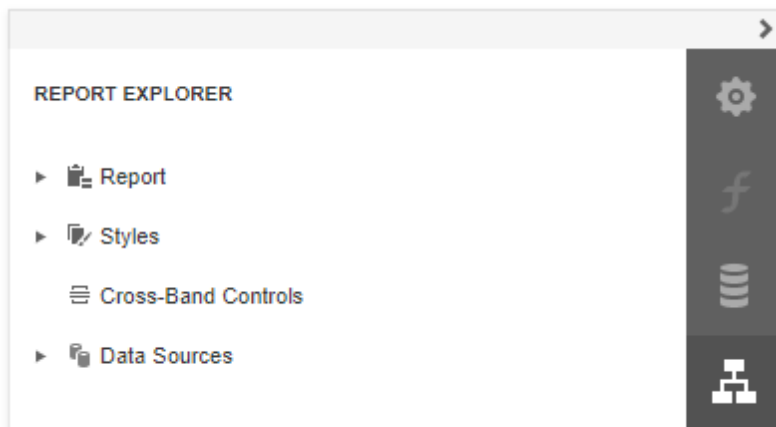 REPORT EXPLORER
Report
Styles
Cross-Band Controls
Data Sources